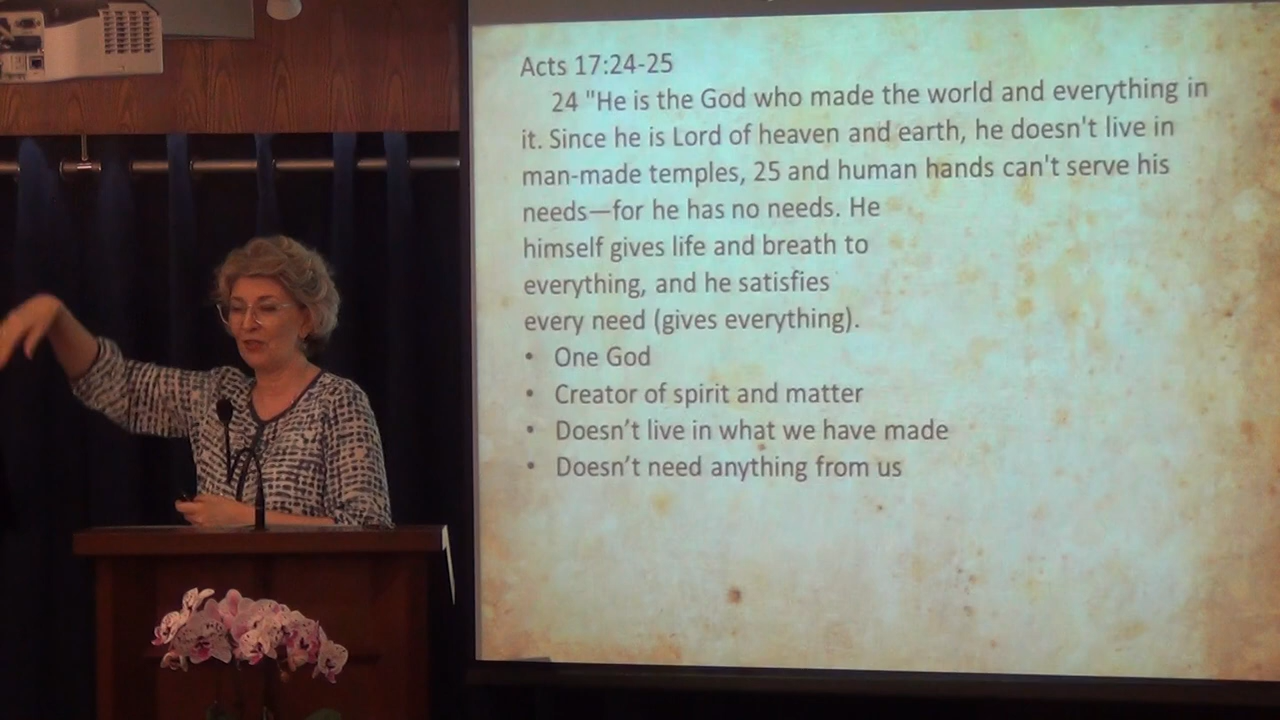 Acts 17:24-25
24 "He is the God who made the world and everything in
it. Since he is Lord of heaven and earth, he doesn't live in
man-made temples, 25 and human hands can't serve his
needs—for he has no needs. He
himself gives life and breath to
everything, and he satisfies
every need (gives everything).
• One God
• Creator of spirit and matter
• Doesn’t live in what we have made
• Doesn’t need anything from us